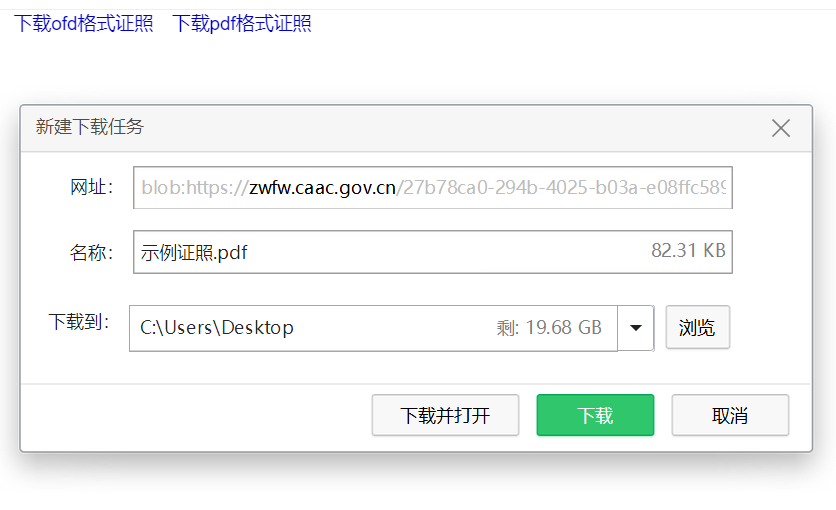 下载ofd格式证照 下载pdf格式证照
新建下载任务
网址: blob:https://zwfw.caac.gov.cn/27b78ca0-294b-4025-b03a-e08ffc589
名称: 示例证照.pdf 82.31 KB
下载到: C:\Users\Desktop 剩: 19.68 GB 浏览
下载并打开 下载 取消